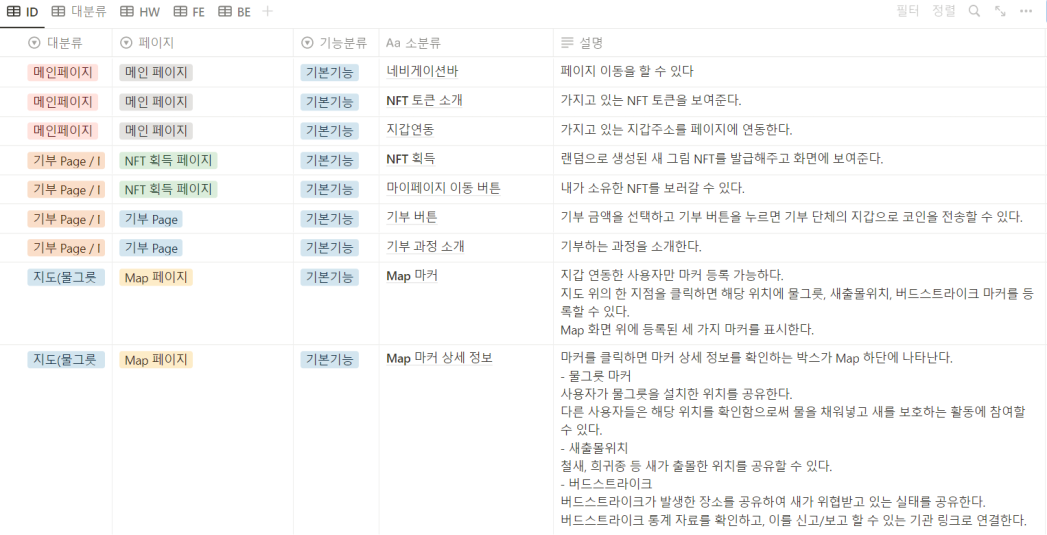 ID 대분류 HW FE BE 필터 정렬
대분류 페이지 기능분류 Aa 소분류 설명
메인페이지 메인 페이지 기본기능 네비게이션바 페이지 이동을 할 수 있다
메인페이지 메인 페이지 기본기능 NFT 토큰 소개 가지고 있는 NFT 토큰을 보여준다.
메인페이지 메인 페이지 기본기능 지갑연동 가지고 있는 지갑주소를 페이지에 연동한다.
기부 Page / NFT 획득 페이지 기본기능 NFT 획득 랜덤으로 생성된 새 그림 NFT를 발급해주고 화면에 보여준다.
기부 Page / NFT 획득 페이지 기본기능 마이페이지 이동 버튼 내가 소유한 NFT를 보러갈 수 있다.
기부 Page / 기부 Page 기본기능 기부 버튼 기부 금액을 선택하고 기부 버튼을 누르면 기부 단체의 지갑으로 코인을 전송할 수 있다.
기부 Page / 기부 Page 기본기능 기부 과정 소개 기부하는 과정을 소개한다.
지도(물그릇 Map 페이지 기본기능 Map 마커 지갑 연동한 사용자만 마커 등록 가능하다.
지도 위의 한 지점을 클릭하면 해당 위치에 물그릇, 새출몰위치, 버드스트라이크 마커를 등
록할 수 있다.
Map 화면 위에 등록된 세 가지 마커를 표시한다.
지도(물그릇 Map 페이지 기본기능 Map 마커 상세 정보 마커를 클릭하면 마커 상세 정보를 확인하는 박스가 Map 하단에 나타난다.
- 물그릇 마커
사용자가 물그릇을 설치한 위치를 공유한다.
다른 사용자들은 해당 위치를 확인함으로써 물을 채워넣고 새를 보호하는 활동에 참여할
수 있다.
- 새출몰위치
철새, 희귀종 등 새가 출몰한 위치를 공유할 수 있다.
- 버드스트라이크
버드스트라이크가 발생한 장소를 공유하여 새가 위협받고 있는 실태를 공유한다.
버드스트라이크 통계 자료를 확인하고, 이를 신고/보고 할 수 있는 기관 링크로 연결한다.